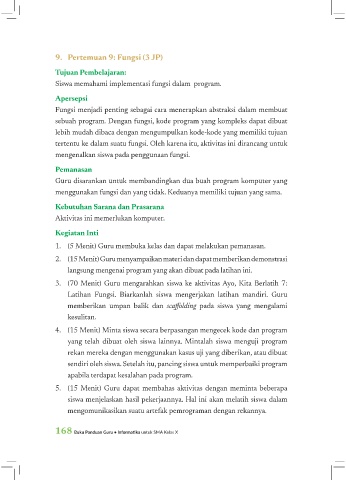 9. Pertemuan 9: Fungsi (3 JP)
Tujuan Pembelajaran:
Siswa memahami implementasi fungsi dalam program.
Apersepsi
Fungsi menjadi penting sebagai cara menerapkan abstraksi dalam membuat
sebuah program. Dengan fungsi, kode program yang kompleks dapat dibuat
lebih mudah dibaca dengan mengumpulkan kode-kode yang memiliki tujuan
tertentu ke dalam suatu fungsi. Oleh karena itu, aktivitas ini dirancang untuk
mengenalkan siswa pada penggunaan fungsi.
Pemanasan
Guru disarankan untuk membandingkan dua buah program komputer yang
menggunakan fungsi dan yang tidak. Keduanya memiliki tujuan yang sama.
Kebutuhan Sarana dan Prasarana
Aktivitas ini memerlukan komputer.
Kegiatan Inti
1. (5 Menit) Guru membuka kelas dan dapat melakukan pemanasan.
2. (15 Menit) Guru menyampaikan materi dan dapat memberikan demonstrasi
langsung mengenai program yang akan dibuat pada latihan ini.
3. (70 Menit) Guru mengarahkan siswa ke aktivitas Ayo, Kita Berlatih 7:
Latihan Fungsi. Biarkanlah siswa mengerjakan latihan mandiri. Guru
memberikan umpan balik dan scaffolding pada siswa yang mengalami
kesulitan.
4. (15 Menit) Minta siswa secara berpasangan mengecek kode dan program
yang telah dibuat oleh siswa lainnya. Mintalah siswa menguji program
rekan mereka dengan menggunakan kasus uji yang diberikan, atau dibuat
sendiri oleh siswa. Setelah itu, pancing siswa untuk memperbaiki program
apabila terdapat kesalahan pada program.
5. (15 Menit) Guru dapat membahas aktivitas dengan meminta beberapa
siswa menjelaskan hasil pekerjaannya. Hal ini akan melatih siswa dalam
mengomunikasikan suatu artefak pemrograman dengan rekannya.
168 Buku Panduan Guru • Informatika untuk SMA Kelas X